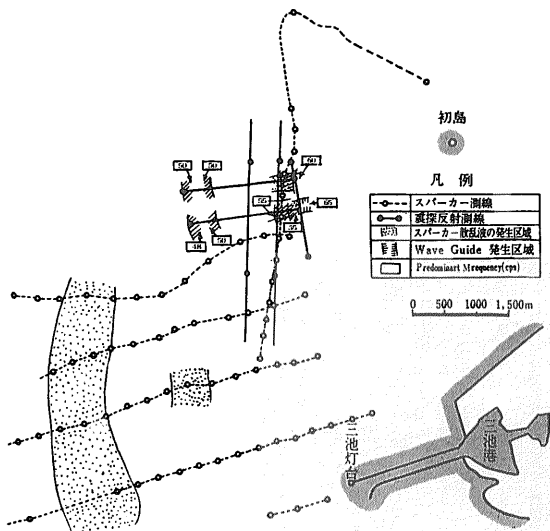 初島
凡例
スパーカー測線
震探反射測線
スパーカー散乱波の発生区域
Wave Guide 発生区域
Predominart Mrequency(cps)
0 500 1000 1,500m
50
50
60
55
65
48
50
55
三池灯台
三池港